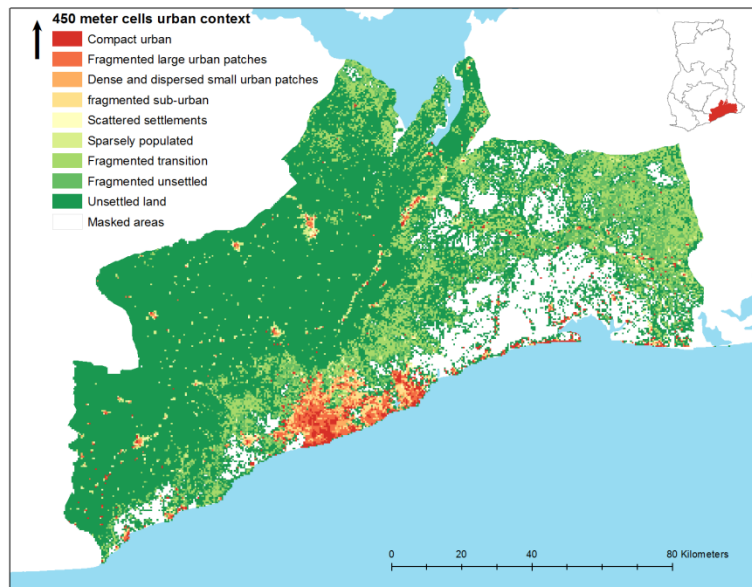 450 meter cells urban context
Compact urban
Fragmented large urban patches
Dense and dispersed small urban patches
fragmented sub-urban
Scattered settlements
Sparsely populated
Fragmented transition
Fragmented unsettled
Unsettled land
Masked areas
0 20 40 80 Kilometers